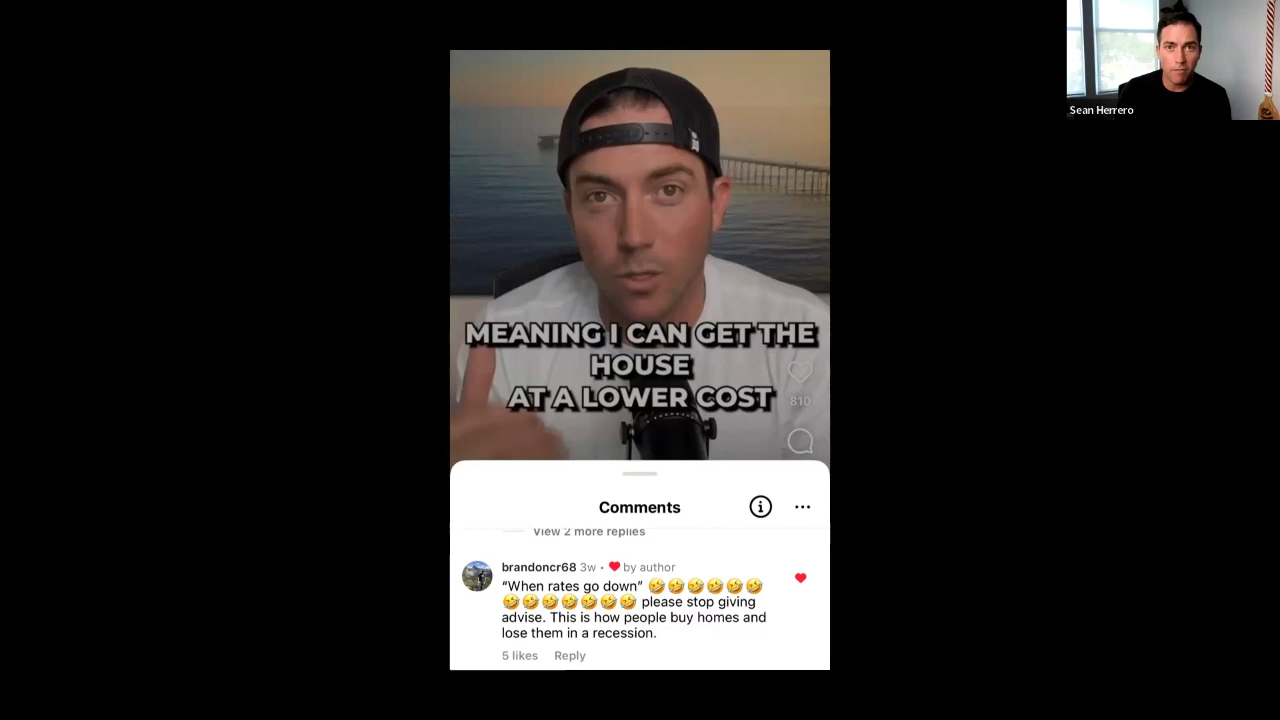 Sean Herrero
MEANING I CAN GET THE
HOUSE
AT A LOWER COST
810
Comments
View 2 more replies
brandoncr68 3w • ❤️ by author
“When rates go down” 🤣🤣🤣🤣🤣🤣
🤣🤣🤣🤣🤣🤣🤣 please stop giving
advise. This is how people buy homes and
lose them in a recession.
5 likes Reply